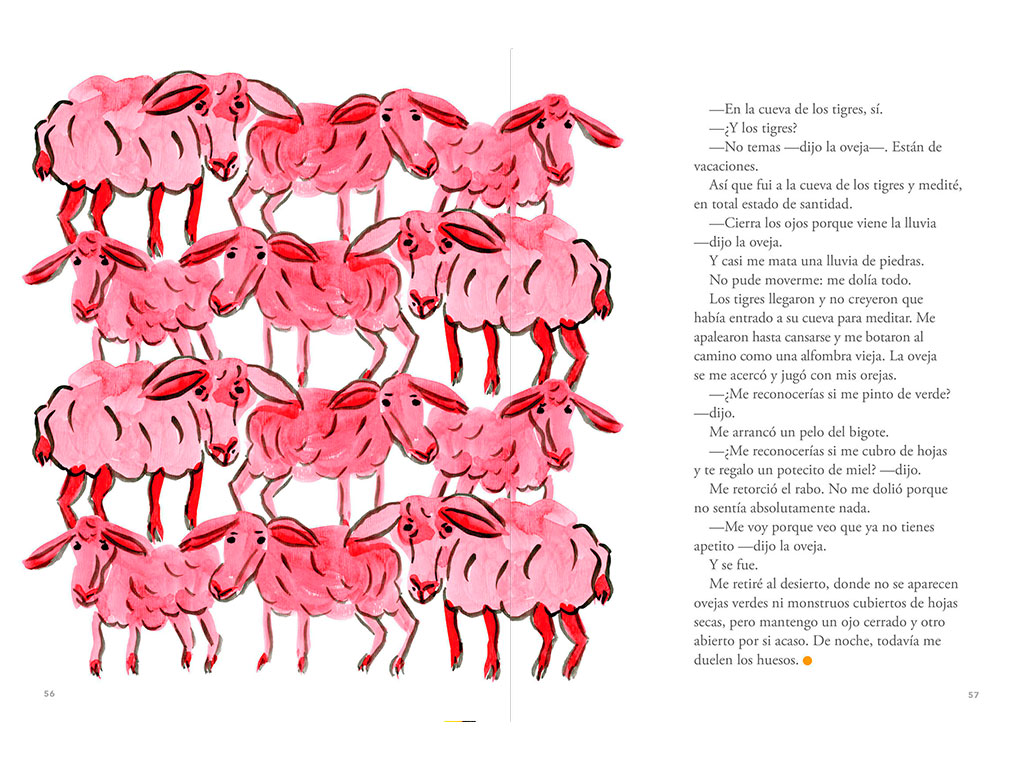 —En la cueva de los tigres, sí.
—¿Y los tigres?
—No temas —dijo la oveja—. Están de
vacaciones.
Así que fui a la cueva de los tigres y medité,
en total estado de santidad.
—Cierra los ojos porque viene la lluvia
—dijo la oveja.
Y casi me mata una lluvia de piedras.
No pude moverme: me dolía todo.
Los tigres llegaron y no creyeron que
había entrado a su cueva para meditar. Me
apalearon hasta cansarse y me botaron al
camino como una alfombra vieja. La oveja
se me acercó y jugó con mis orejas.
—¿Me reconocerías si me pinto de verde?
—dijo.
Me arrancó un pelo del bigote.
—¿Me reconocerías si me cubro de hojas
y te regalo un potecito de miel? —dijo.
Me retorció el rabo. No me dolió porque
no sentía absolutamente nada.
—Me voy porque veo que ya no tienes
apetito —dijo la oveja.
Y se fue.
Me retiré al desierto, donde no se aparecen
ovejas verdes ni monstruos cubiertos de hojas
secas, pero mantengo un ojo cerrado y otro
abierto por si acaso. De noche, todavía me
duelen los huesos.
56
57